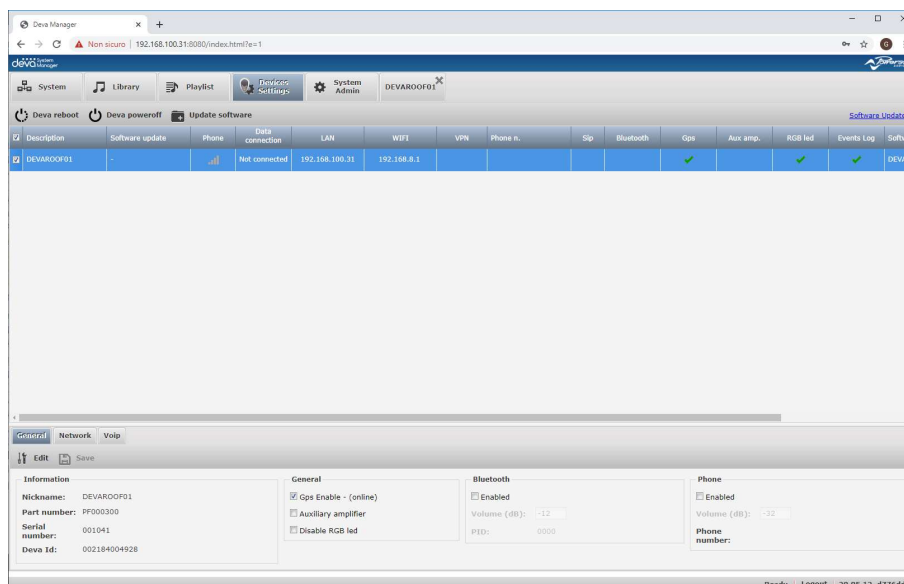 Deva Manager
Non sicuro | 192.168.100.31:8080/index.html?e=1
deva System Manager
System Library Playlist Devices Settings System Admin DEVAROOF01
Deva reboot Deva poweroff Update software Software Update
Description Software update Phone Data connection LAN WIFI VPN Phone n. Sip Bluetooth Gps Aux amp. RGB led Events Log Softw
DEVAROOF01 - Not connected 192.168.100.31 192.168.8.1 DEVA
General Network Voip
Edit Save
Information General Bluetooth Phone
Nickname: DEVAROOF01 Gps Enable - (online) Enabled Enabled
Part number: PF000300 Auxiliary amplifier Volume (dB): -12 Volume (dB): -32
Serial number: 001041 Disable RGB led PID: 0000 Phone number:
Deva Id: 002184004928
Ready Logout